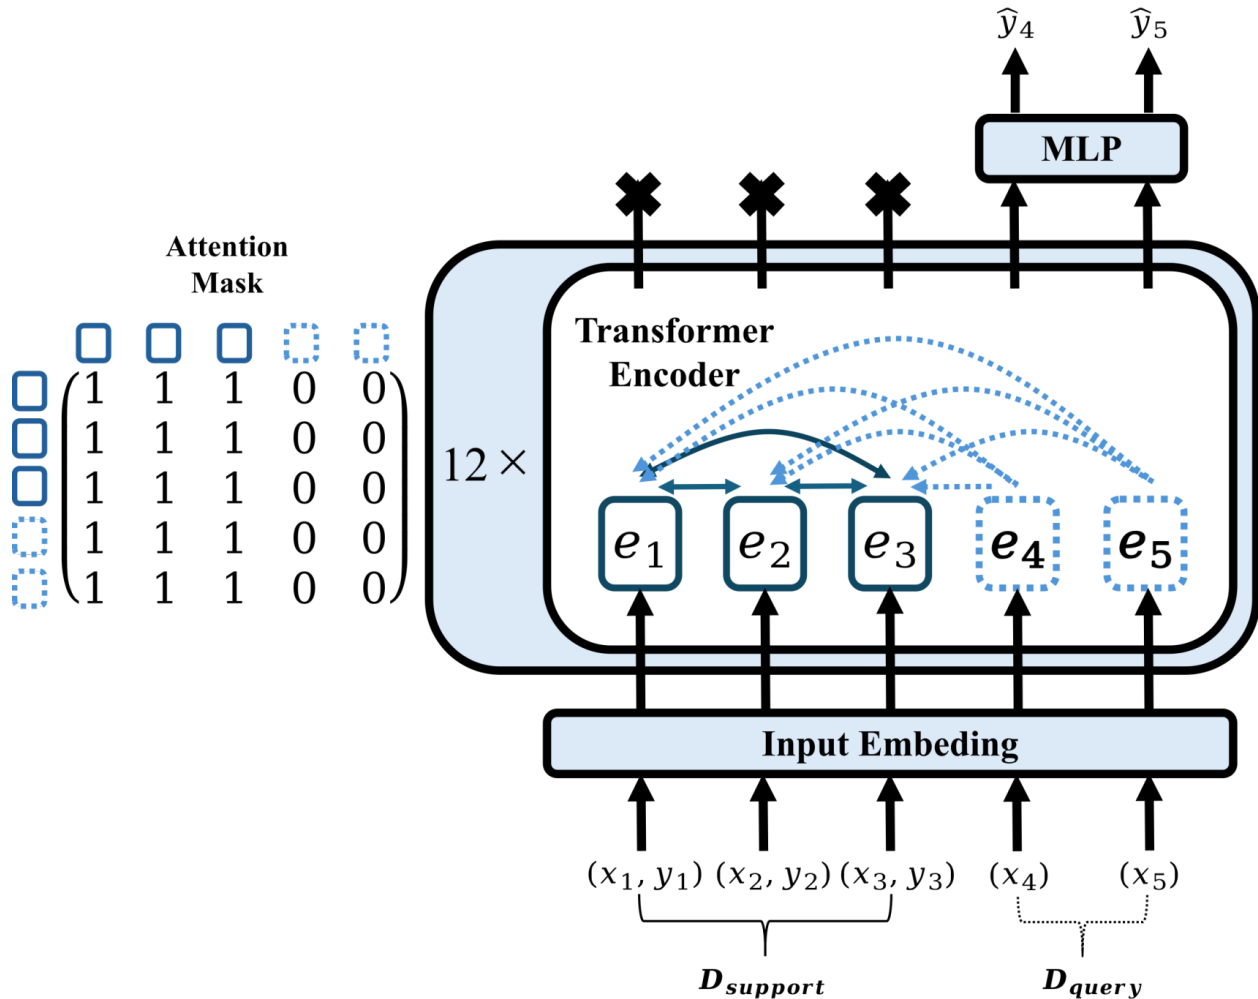 ŷ₄ ŷ₅
MLP
Attention
Mask
Transformer
Encoder
1 1 1 0 0
1 1 1 0 0
1 1 1 0 0
1 1 1 0 0
1 1 1 0 0
12 ×
e₁ e₂ e₃ e₄ e₅
Input Embeding
(x₁, y₁) (x₂, y₂) (x₃, y₃) (x₄) (x₅)
D_support D_query